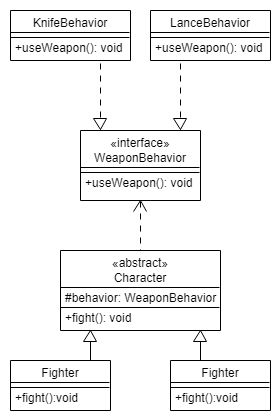 KnifeBehavior
+useWeapon(): void
LanceBehavior
+useWeapon(): void
«interface»
WeaponBehavior
+useWeapon(): void
«abstract»
Character
#behavior: WeaponBehavior
+fight(): void
Fighter
+fight():void
Fighter
+fight():void